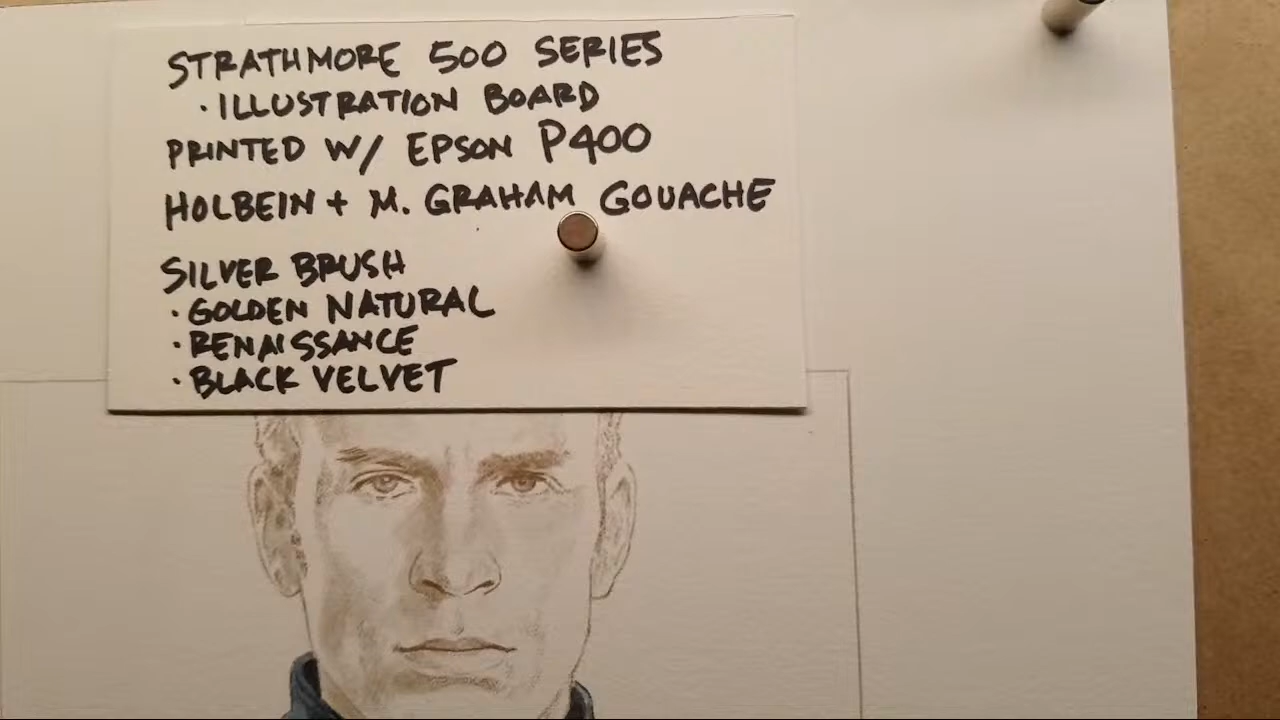 STRATHMORE 500 SERIES
· ILLUSTRATION BOARD
PRINTED W/ EPSON P400
HOLBEIN + M. GRAHAM GOUACHE
SILVER BRUSH
· GOLDEN NATURAL
· RENAISSANCE
· BLACK VELVET